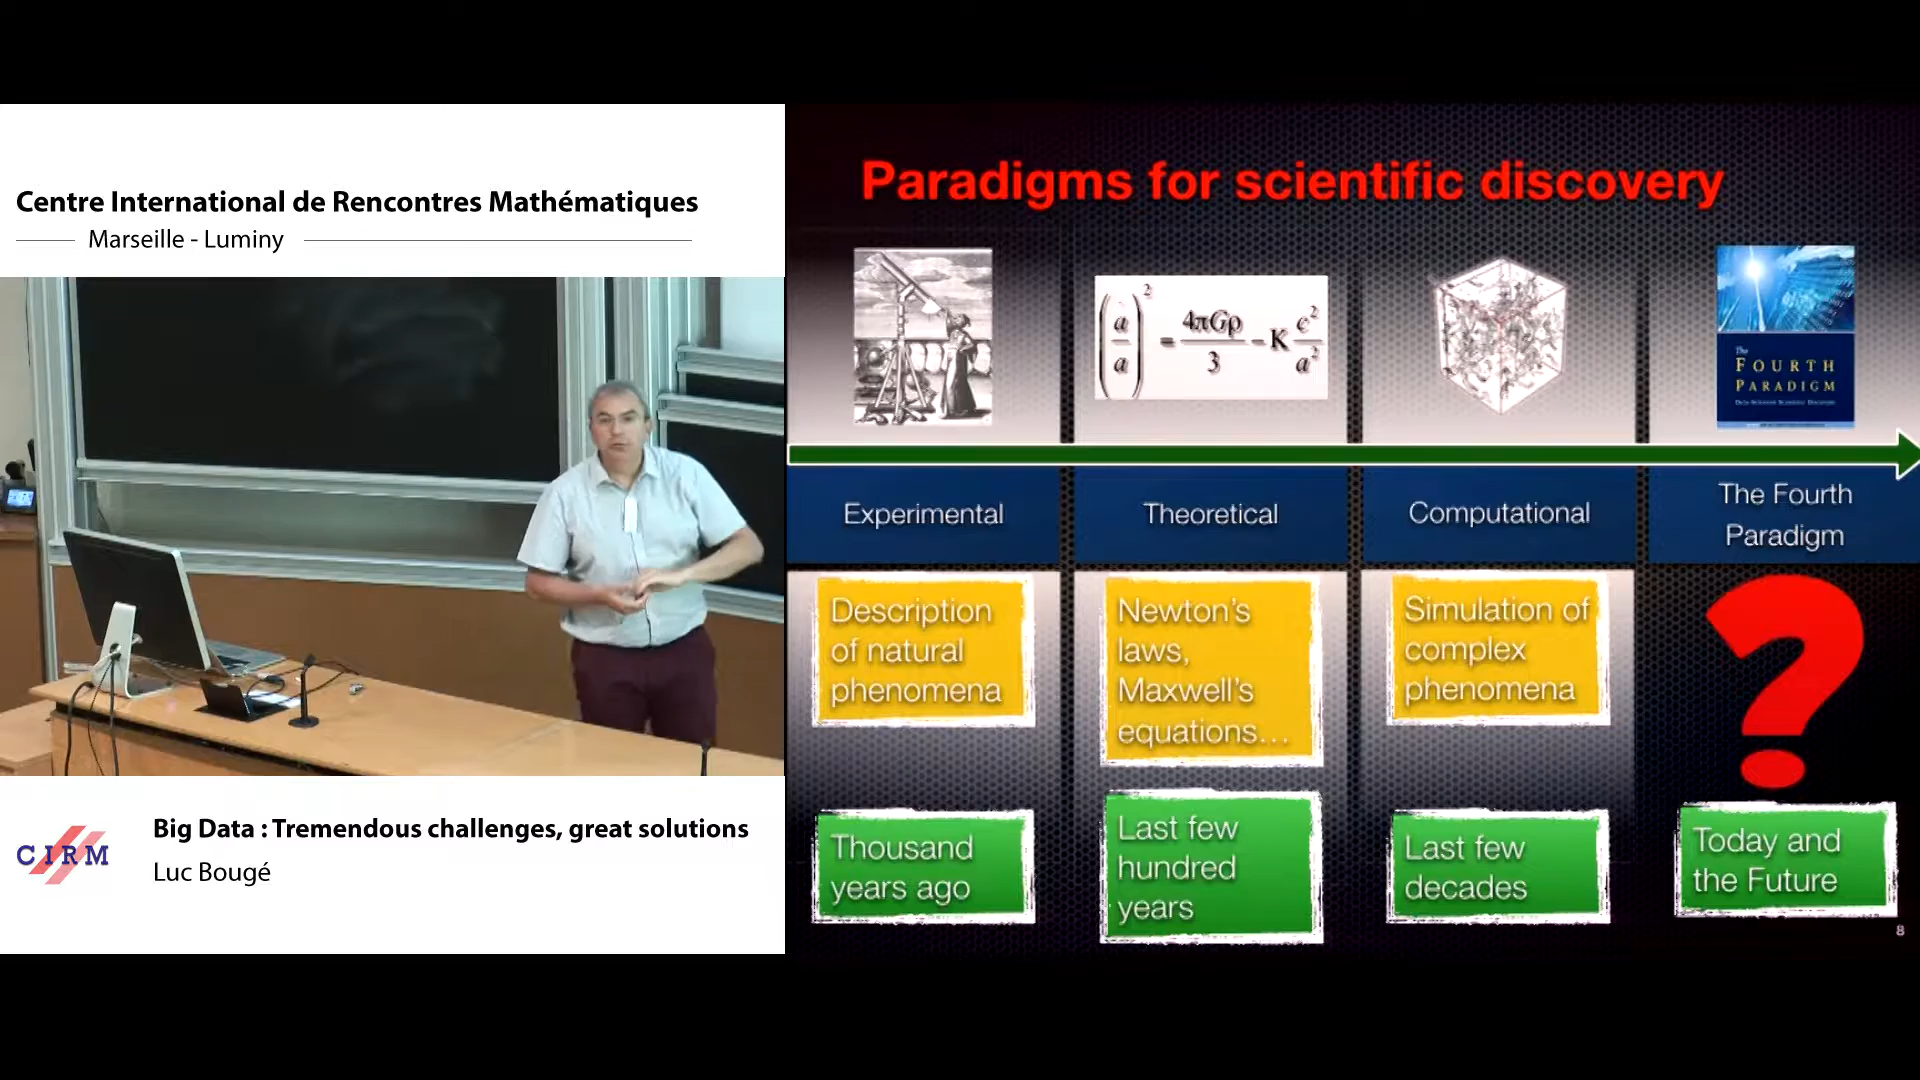 Centre International de Rencontres Mathématiques
Marseille - Luminy
CIRM
Big Data : Tremendous challenges, great solutions
Luc Bougé
Paradigms for scientific discovery
(a/a)² = 4πGρ/3 - K c²/a²
The
FOURTH
PARADIGM
Experimental
Theoretical
Computational
The Fourth
Paradigm
Description
of natural
phenomena
Newton's
laws,
Maxwell's
equations...
Simulation of
complex
phenomena
?
Thousand
years ago
Last few
hundred
years
Last few
decades
Today and
the Future
8